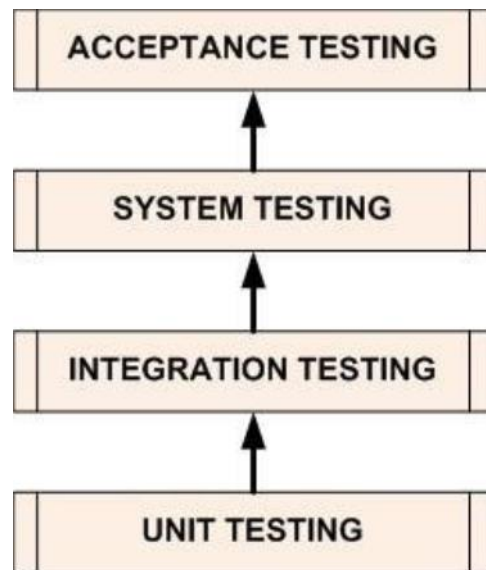 ACCEPTANCE TESTING
SYSTEM TESTING
INTEGRATION TESTING
UNIT TESTING